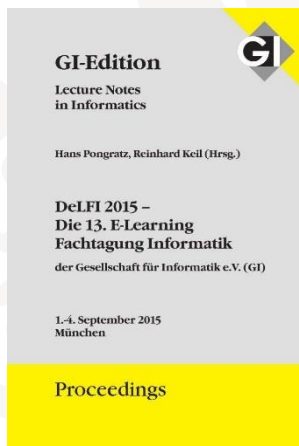 GI
GI-Edition
Lecture Notes
in Informatics
Hans Pongratz, Reinhard Keil (Hrsg.)
DeLFI 2015 –
Die 13. E-Learning
Fachtagung Informatik
der Gesellschaft für Informatik e.V. (GI)
1.-4. September 2015
München
Proceedings